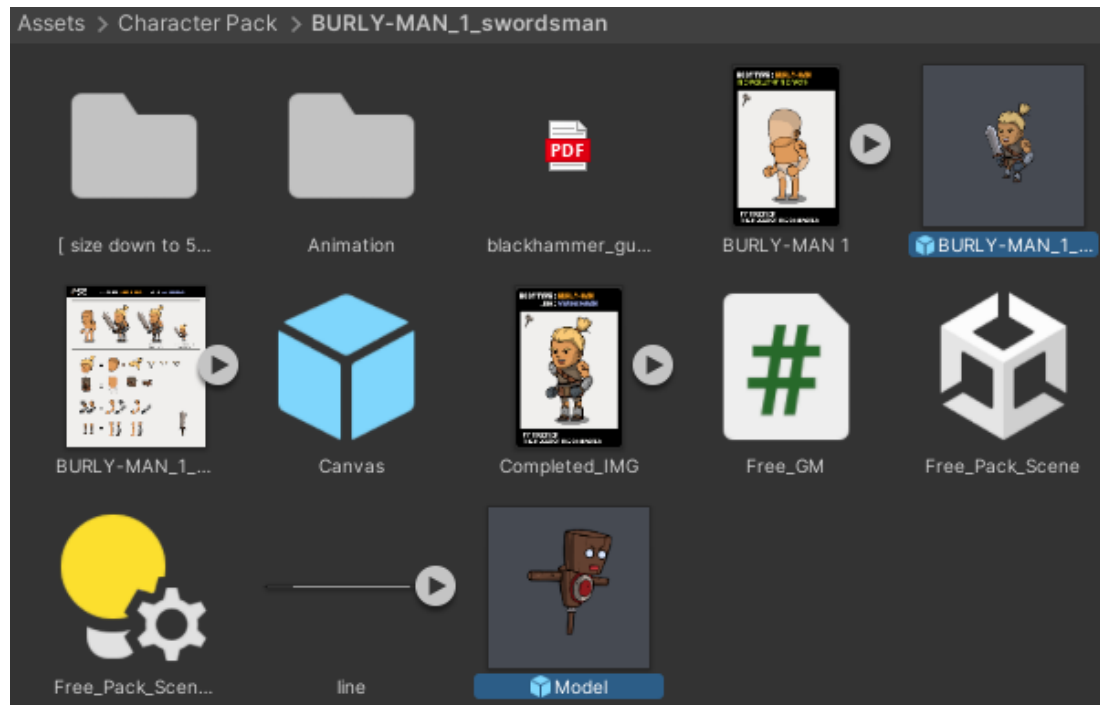 Assets > Character Pack > BURLY-MAN_1_swordsman
[ size down to 5...
Animation
PDF
blackhammer_gu...
BURLY-MAN 1
BURLY-MAN_1_...
BURLY-MAN_1_...
Canvas
Completed_IMG
#
Free_GM
Free_Pack_Scene
Free_Pack_Scen...
line
Model